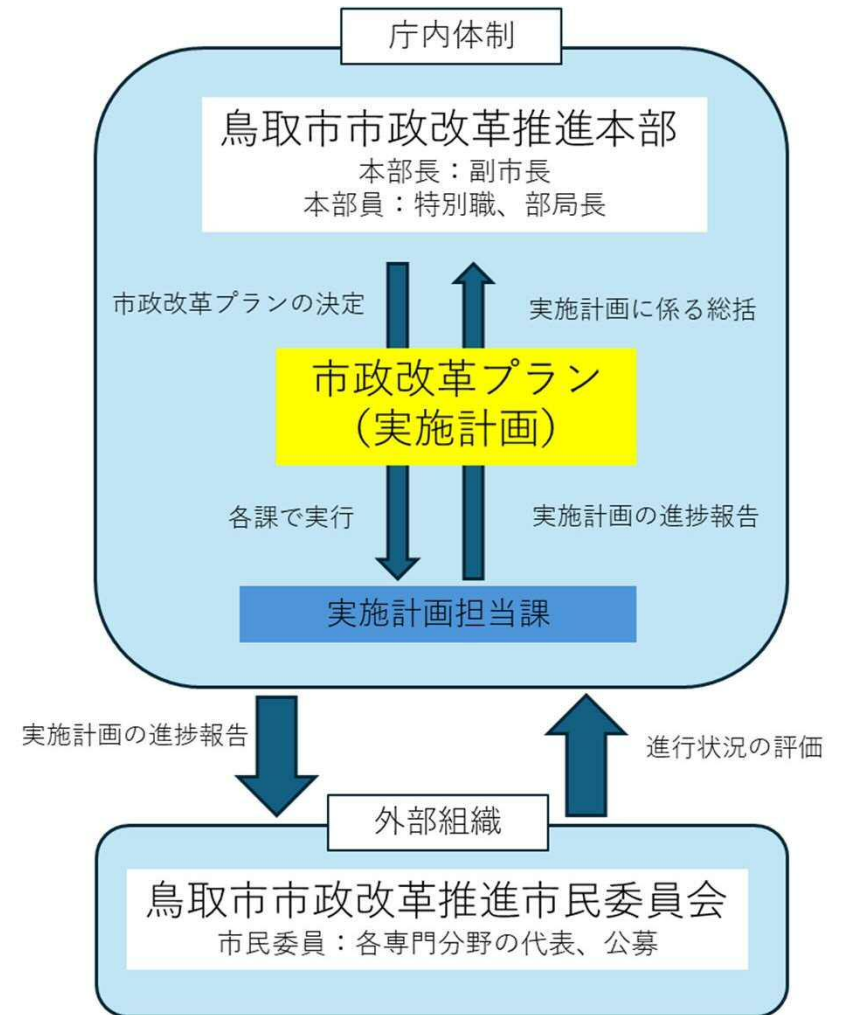 庁内体制
鳥取市市政改革推進本部
本部長：副市長
本部員：特別職、部局長
市政改革プランの決定
実施計画に係る総括
市政改革プラン
（実施計画）
各課で実行
実施計画の進捗報告
実施計画担当課
実施計画の進捗報告
進行状況の評価
外部組織
鳥取市市政改革推進市民委員会
市民委員：各専門分野の代表、公募